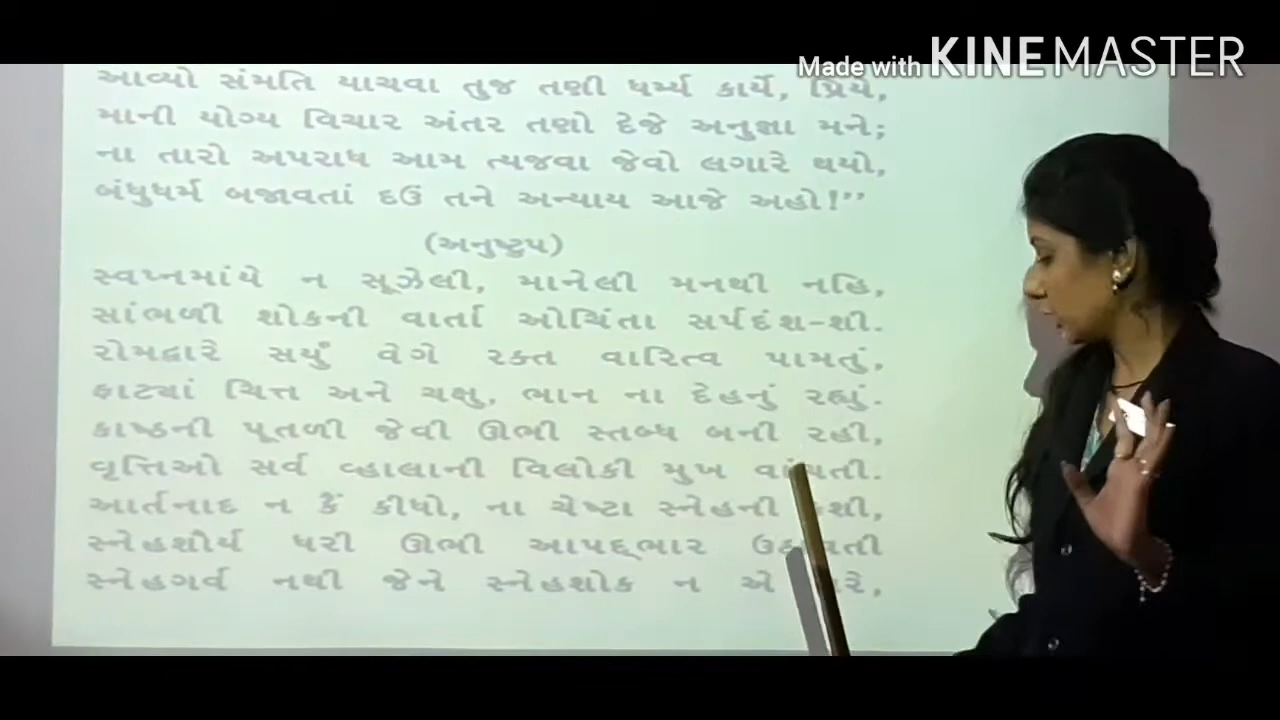 Made with KINEMASTER
આવ્યો સંમતિ યાચવા તુજ તણી ધર્મ્ય કાર્યે, પ્રિયે,
માની યોગ્ય વિચાર અંતર તણો દેજે અનુજ્ઞા મને;
ના તારો અપરાધ આમ ત્યજવા જેવો લગારે થયો,
બંધુધર્મ બજાવતાં દઉં તને અન્યાય આજે અહો!’’
(અનુષ્ટુપ)
સ્વપ્નમાંયે ન સૂઝેલી, માનેલી મનથી નહિ,
સાંભળી શોકની વાર્તા ઓચિંતા સર્પદંશ-શી.
રોમદ્વારે સર્યું વેગે રક્ત વારિત્વ પામતું,
ફાટ્યાં ચિત્ત અને ચક્ષુ, ભાન ના દેહનું રહ્યું.
કાષ્ઠની પૂતળી જેવી ઊભી સ્તબ્ધ બની રહી,
વૃત્તિઓ સર્વ વ્હાલાની વિલોકી મુખ
આર્તનાદ ન કૈં કીધો, ના ચેષ્ટા સ્નેહની
સ્નેહશૌર્ય ધરી ઊભી આપદ્ભાર
સ્નેહગર્વ નથી જેને સ્નેહશોક ન એ